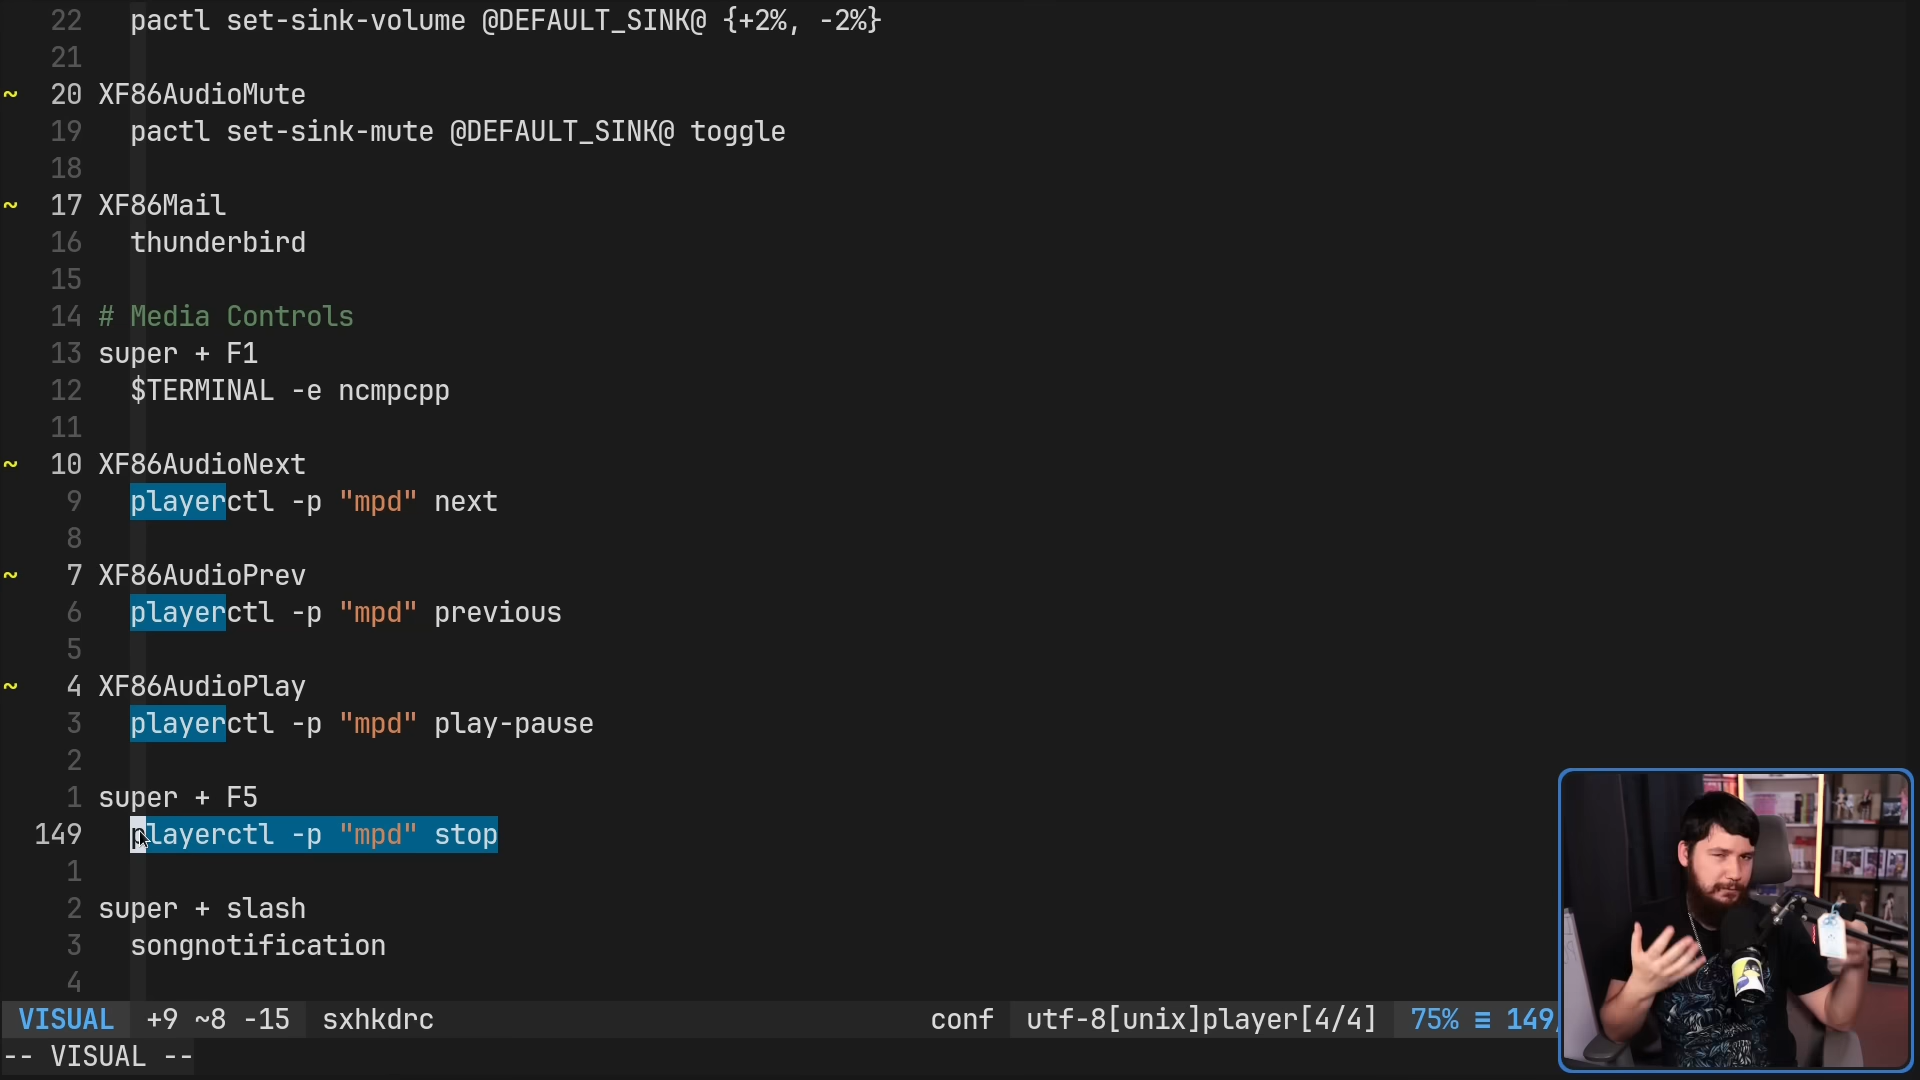 22 pactl set-sink-volume @DEFAULT_SINK@ {+2%, -2%}
21
~ 20 XF86AudioMute
19 pactl set-sink-mute @DEFAULT_SINK@ toggle
18
~ 17 XF86Mail
16 thunderbird
15
14 # Media Controls
13 super + F1
12 $TERMINAL -e ncmpcpp
11
~ 10 XF86AudioNext
9 playerctl -p "mpd" next
8
~ 7 XF86AudioPrev
6 playerctl -p "mpd" previous
5
~ 4 XF86AudioPlay
3 playerctl -p "mpd" play-pause
2
1 super + F5
149 playerctl -p "mpd" stop
1
2 super + slash
3 songnotification
4
VISUAL +9 ~8 -15 sxhkdrc conf utf-8[unix]player[4/4] 75% ≡ 149/
-- VISUAL --